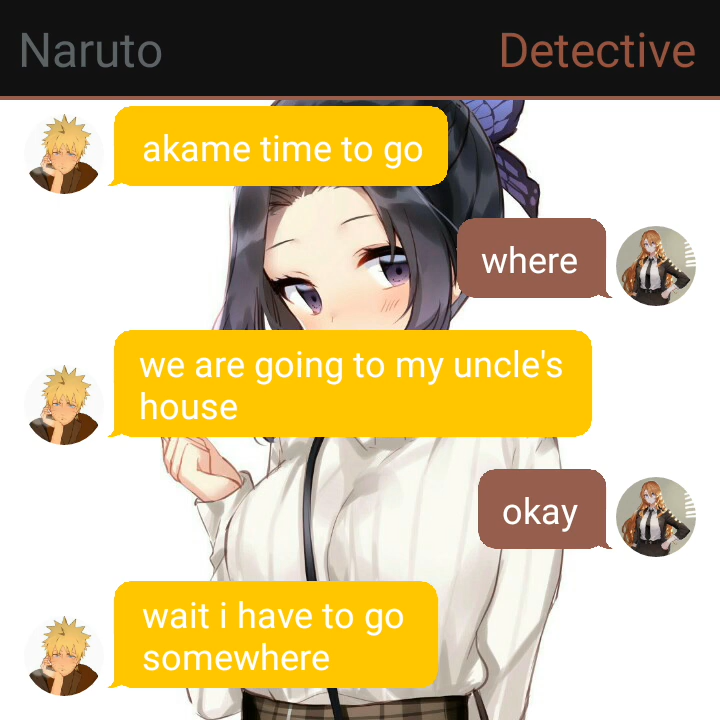 Naruto
Detective
akame time to go
where
we are going to my uncle's
house
okay
wait i have to go
somewhere